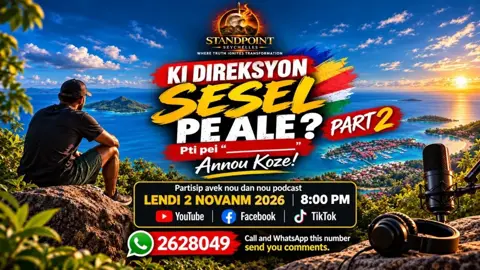 STANDPOINT
SEYCHELLES
WHERE TRUTH IGNITES TRANSFORMATION
KI DIREKSYON
SESEL
PE ALE?
PART 2
Pti pei "____________"
Annou Koze!
Partisip avek nou dan nou podcast
LENDI 2 NOVANM 2026 | 8:00 PM
YouTube | Facebook | TikTok
2628049
Call and WhatsApp this number
send you comments.